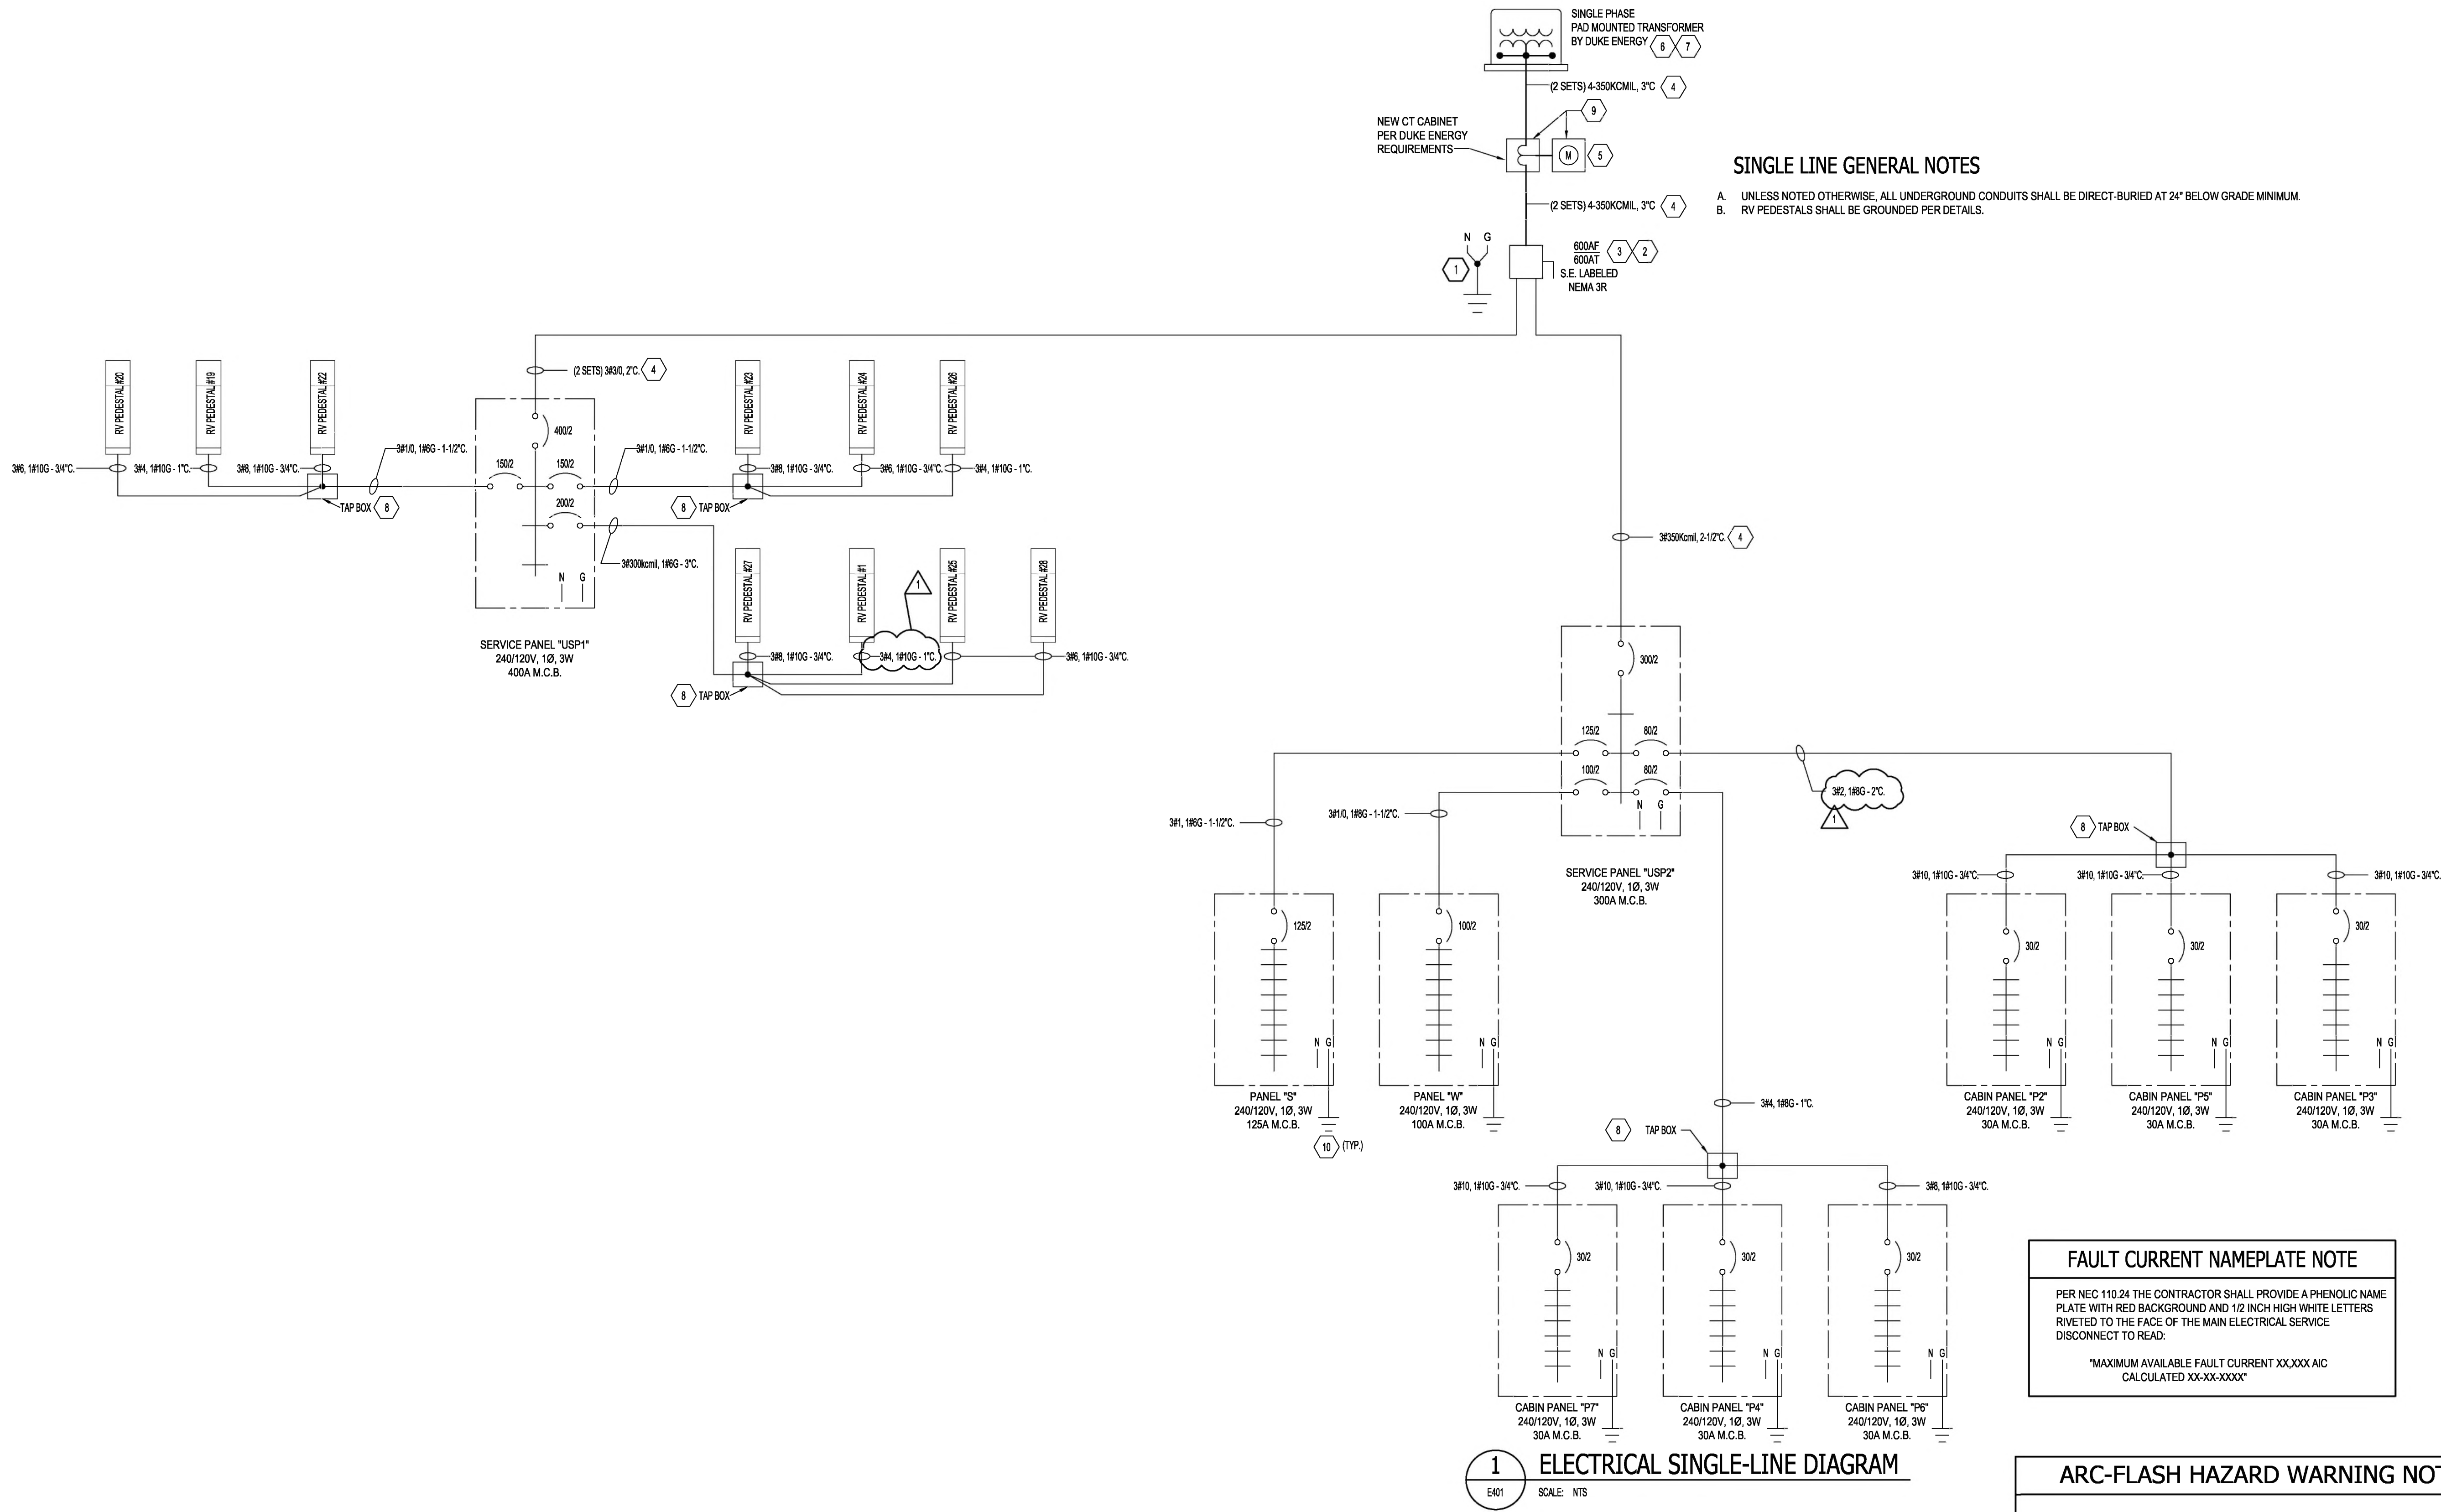 SINGLE PHASE
PAD MOUNTED TRANSFORMER
BY DUKE ENERGY
6
7
(2 SETS) 4-350KCMIL, 3"C
4
9
NEW CT CABINET
PER DUKE ENERGY
REQUIREMENTS
M
5
SINGLE LINE GENERAL NOTES
A. UNLESS NOTED OTHERWISE, ALL UNDERGROUND CONDUITS SHALL BE DIRECT-BURIED AT 24" BELOW GRADE MINIMUM.
B. RV PEDESTALS SHALL BE GROUNDED PER DETAILS.
(2 SETS) 4-350KCMIL, 3"C
4
N G
1
600AF
600AT
3
2
S.E. LABELED
NEMA 3R
RV PEDESTAL #20
RV PEDESTAL #19
RV PEDESTAL #22
(2 SETS) 3#3/0, 2"C.
4
RV PEDESTAL #23
RV PEDESTAL #24
RV PEDESTAL #26
400/2
3#1/0, 1#6G - 1-1/2"C.
3#1/0, 1#6G - 1-1/2"C.
3#6, 1#10G - 3/4"C.
3#4, 1#10G - 1"C.
3#8, 1#10G - 3/4"C.
150/2
150/2
3#8, 1#10G - 3/4"C.
3#6, 1#10G - 3/4"C.
3#4, 1#10G - 1"C.
TAP BOX
8
200/2
8
TAP BOX
3#300kcmil, 1#6G - 3"C.
N G
RV PEDESTAL #27
RV PEDESTAL #1
1
RV PEDESTAL #25
RV PEDESTAL #28
3#8, 1#10G - 3/4"C.
3#4, 1#10G - 1"C.
3#6, 1#10G - 3/4"C.
8
TAP BOX
SERVICE PANEL "USP1"
240/120V, 1Ø, 3W
400A M.C.B.
3#350Kcmil, 2-1/2"C.
4
300/2
125/2
80/2
100/2
80/2
N G
3#2, 1#8G - 2"C.
1
3#1, 1#6G - 1-1/2"C.
3#1/0, 1#8G - 1-1/2"C.
SERVICE PANEL "USP2"
240/120V, 1Ø, 3W
300A M.C.B.
8
TAP BOX
3#10, 1#10G - 3/4"C.
3#10, 1#10G - 3/4"C.
3#10, 1#10G - 3/4"C.
125/2
100/2
30/2
30/2
30/2
N G
N G
N G
N G
N G
PANEL "S"
240/120V, 1Ø, 3W
125A M.C.B.
10
(TYP.)
PANEL "W"
240/120V, 1Ø, 3W
100A M.C.B.
CABIN PANEL "P2"
240/120V, 1Ø, 3W
30A M.C.B.
CABIN PANEL "P5"
240/120V, 1Ø, 3W
30A M.C.B.
CABIN PANEL "P3"
240/120V, 1Ø, 3W
30A M.C.B.
3#4, 1#8G - 1"C.
8
TAP BOX
3#10, 1#10G - 3/4"C.
3#10, 1#10G - 3/4"C.
3#8, 1#10G - 3/4"C.
30/2
30/2
30/2
N G
N G
N G
CABIN PANEL "P7"
240/120V, 1Ø, 3W
30A M.C.B.
CABIN PANEL "P4"
240/120V, 1Ø, 3W
30A M.C.B.
CABIN PANEL "P6"
240/120V, 1Ø, 3W
30A M.C.B.
FAULT CURRENT NAMEPLATE NOTE
PER NEC 110.24 THE CONTRACTOR SHALL PROVIDE A PHENOLIC NAME
PLATE WITH RED BACKGROUND AND 1/2 INCH HIGH WHITE LETTERS
RIVETED TO THE FACE OF THE MAIN ELECTRICAL SERVICE
DISCONNECT TO READ:
"MAXIMUM AVAILABLE FAULT CURRENT XX,XXX AIC
CALCULATED XX-XX-XXXX"
1
E401
ELECTRICAL SINGLE-LINE DIAGRAM
SCALE: NTS
ARC-FLASH HAZARD WARNING NOT